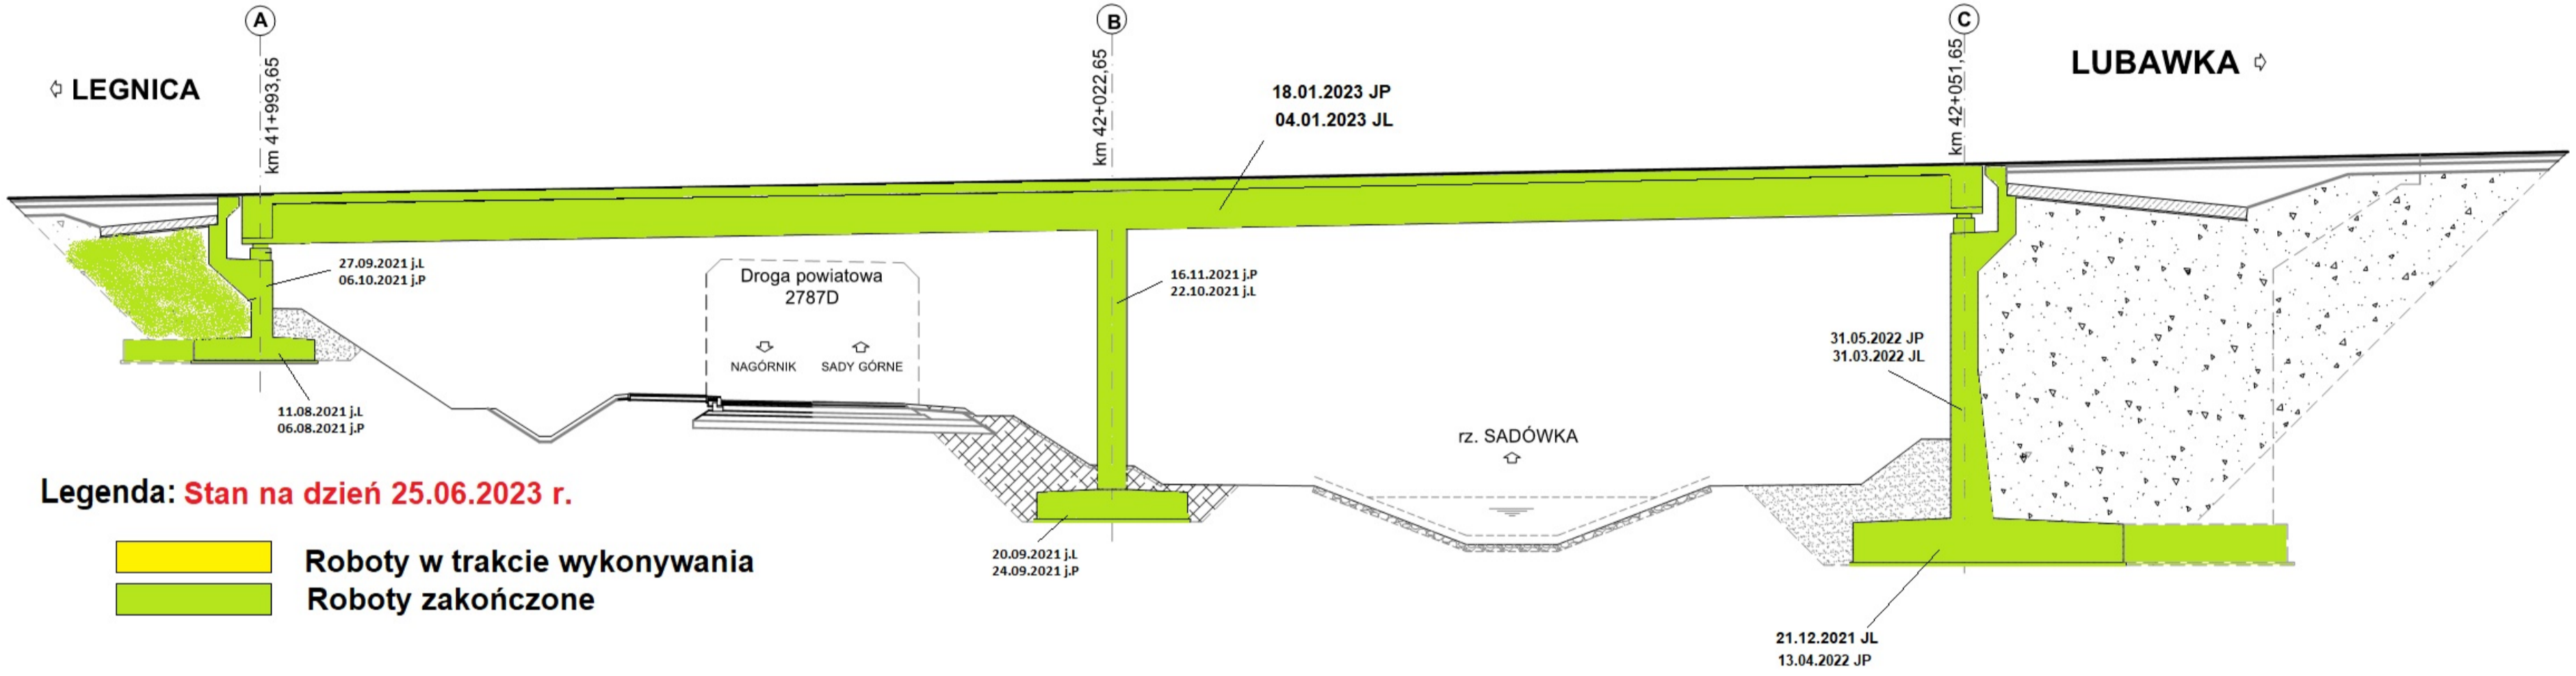 A
B
C
⇦ LEGNICA
km 41+993,65
km 42+022,65
km 42+051,65
LUBAWKA ⇨
18.01.2023 JP
04.01.2023 JL
27.09.2021 j.L
06.10.2021 j.P
Droga powiatowa
2787D
NAGÓRNIK
SADY GÓRNE
16.11.2021 j.P
22.10.2021 j.L
31.05.2022 JP
31.03.2022 JL
11.08.2021 j.L
06.08.2021 j.P
rz. SADÓWKA
Legenda: Stan na dzień 25.06.2023 r.
Roboty w trakcie wykonywania
Roboty zakończone
20.09.2021 j.L
24.09.2021 j.P
21.12.2021 JL
13.04.2022 JP